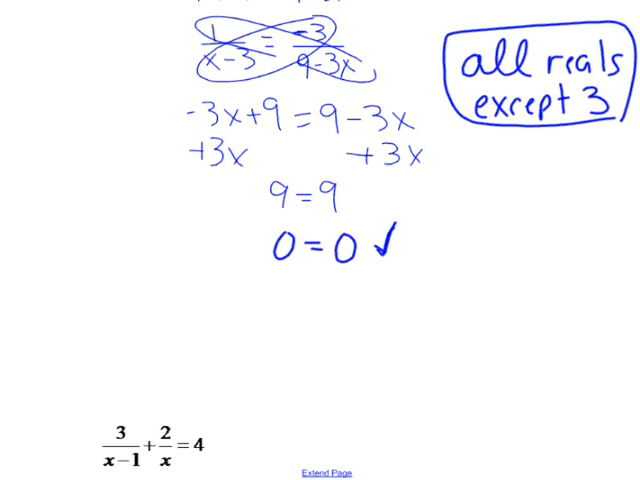 1/(x-3) = -3/(9-3x)
all reals
except 3
-3x+9 = 9-3x
+3x +3x
9 = 9
0 = 0 ✓
3/(x-1) + 2/x = 4
Extend Page